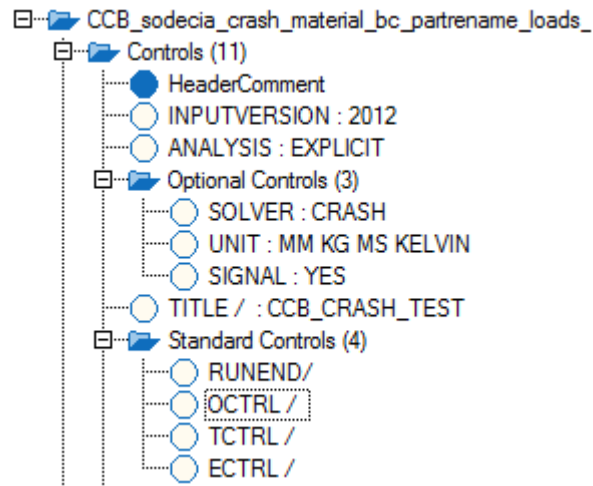 CCB_sodecia_crash_material_bc_partrename_loads_
Controls (11)
HeaderComment
INPUTVERSION : 2012
ANALYSIS : EXPLICIT
Optional Controls (3)
SOLVER : CRASH
UNIT : MM KG MS KELVIN
SIGNAL : YES
TITLE / : CCB_CRASH_TEST
Standard Controls (4)
RUNEND/
OCTRL /
TCTRL /
ECTRL /